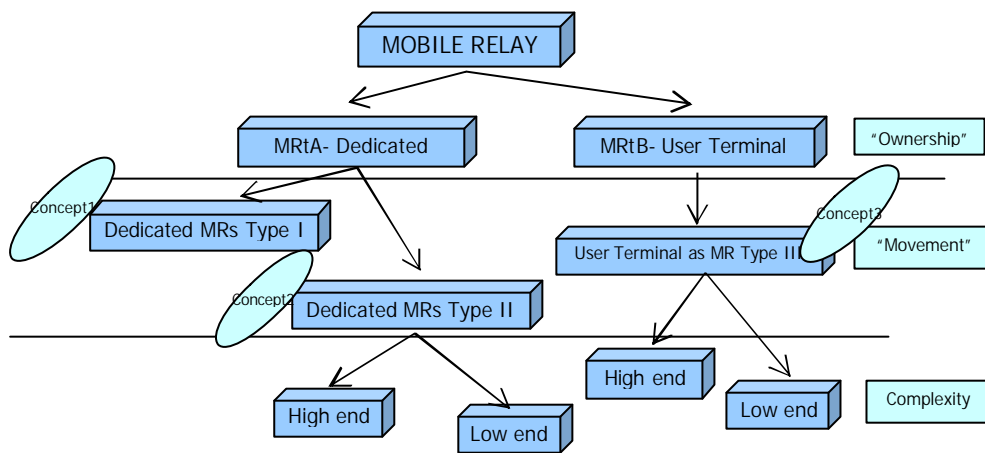 MOBILE RELAY
MRtA- Dedicated
MRtB- User Terminal
“Ownership”
Concept1
Dedicated MRs Type I
Concept3
User Terminal as MR Type III
“Movement”
Concept2
Dedicated MRs Type II
High end
Low end
High end
Low end
Complexity